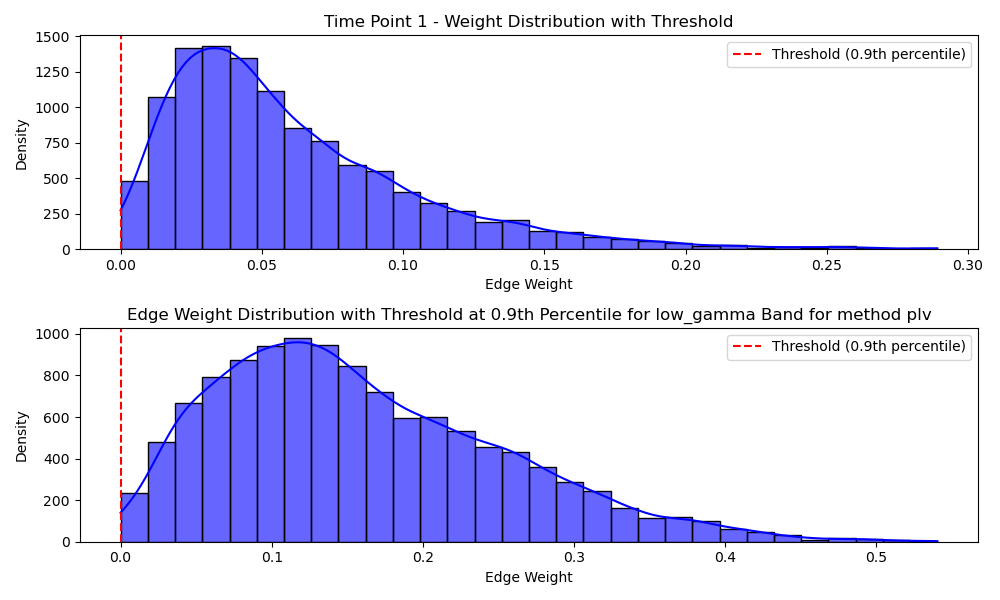 Time Point 1 - Weight Distribution with Threshold
1500
1250
1000
750
500
250
0
Density
Threshold (0.9th percentile)
0.00 0.05 0.10 0.15 0.20 0.25 0.30
Edge Weight
Edge Weight Distribution with Threshold at 0.9th Percentile for low_gamma Band for method plv
1000
800
600
400
200
0
Density
Threshold (0.9th percentile)
0.0 0.1 0.2 0.3 0.4 0.5
Edge Weight